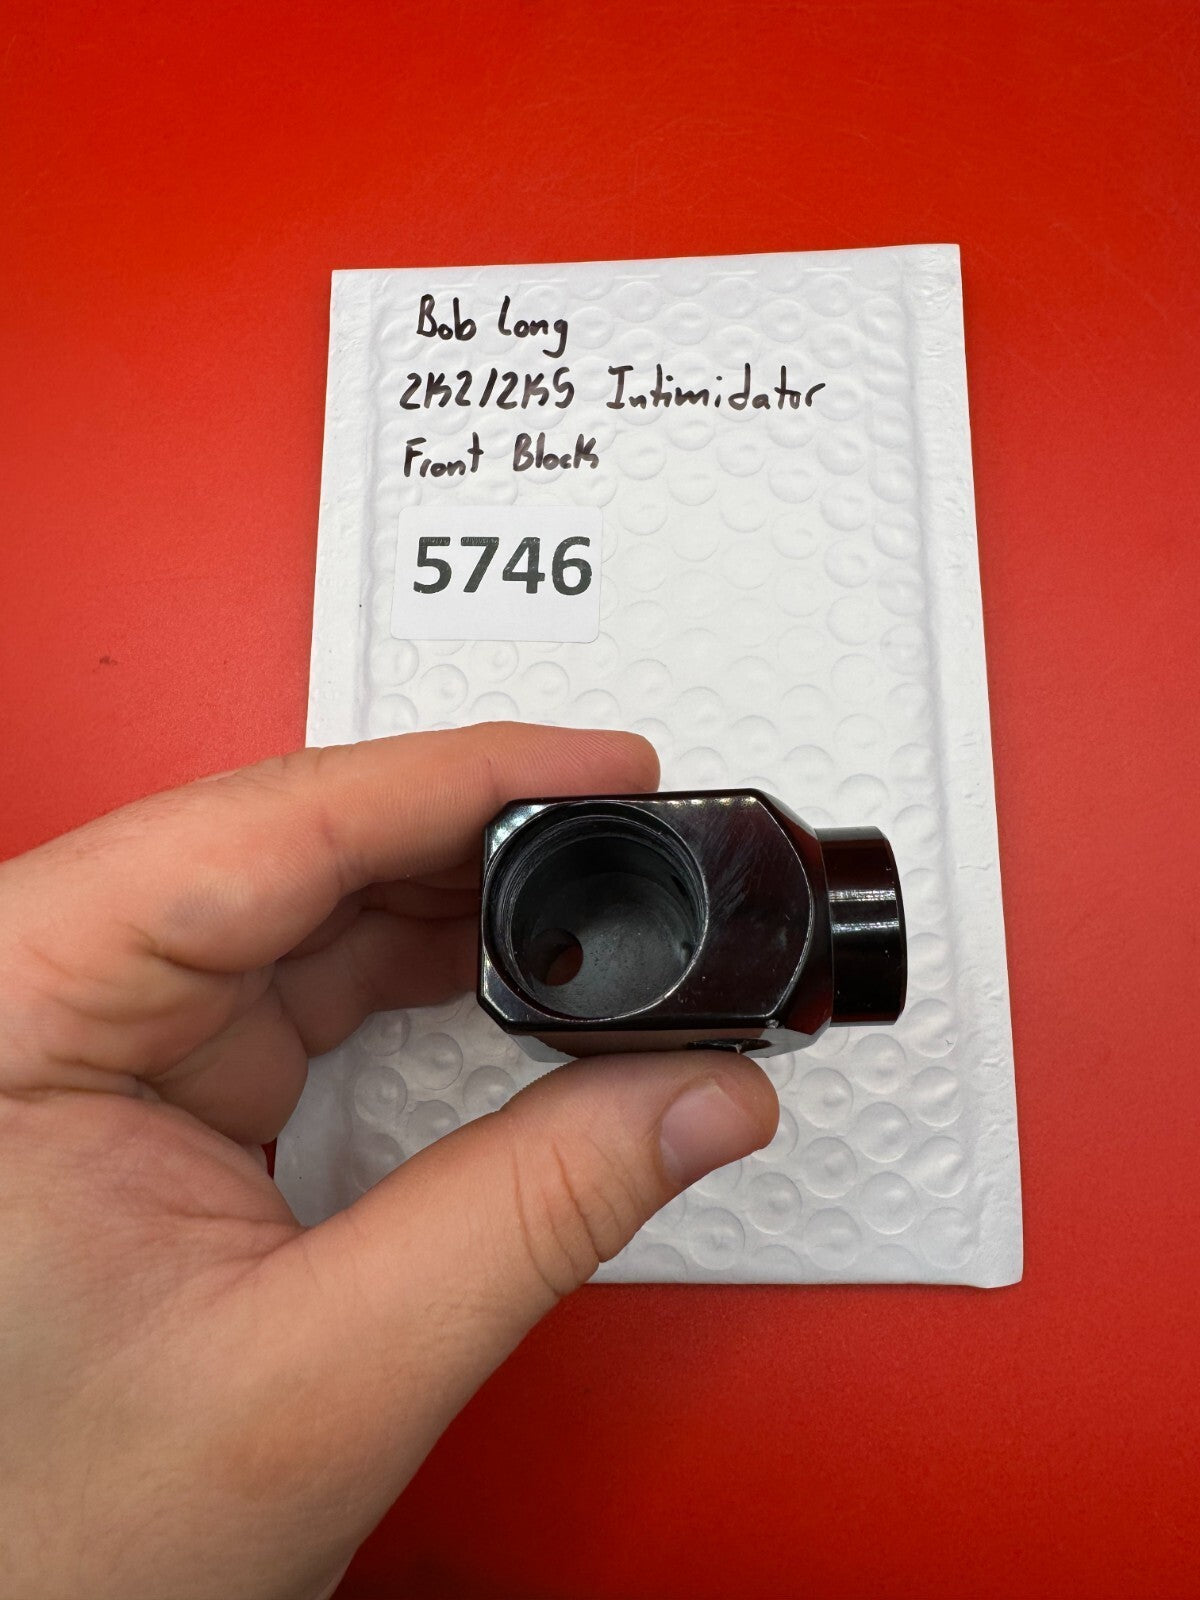 Bob Long
2K2/2K5 Intimidator
Front Block
5746